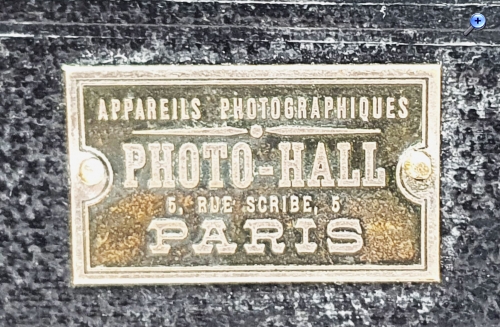 APPAREILS PHOTOGRAPHIQUES
PHOTO-HALL
5, RUE SCRIBE, 5
PARIS